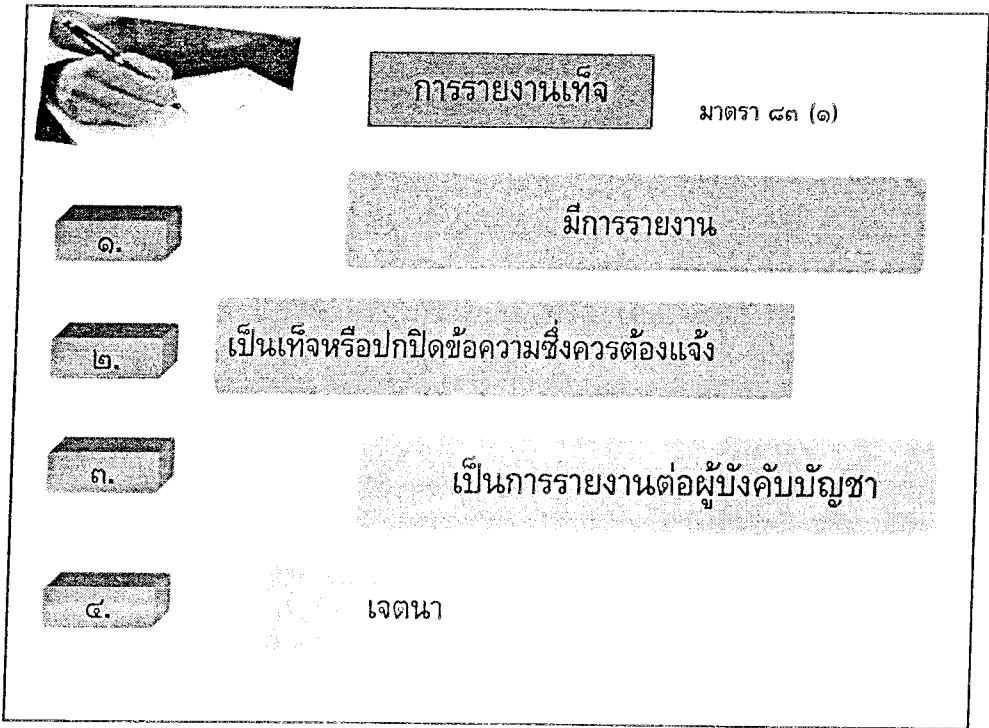 การรายงานเท็จ
มาตรา ๘๓ (๑)
๑.
มีการรายงาน
๒.
เป็นเท็จหรือปกปิดข้อความซึ่งควรต้องแจ้ง
๓.
เป็นการรายงานต่อผู้บังคับบัญชา
๔.
เจตนา